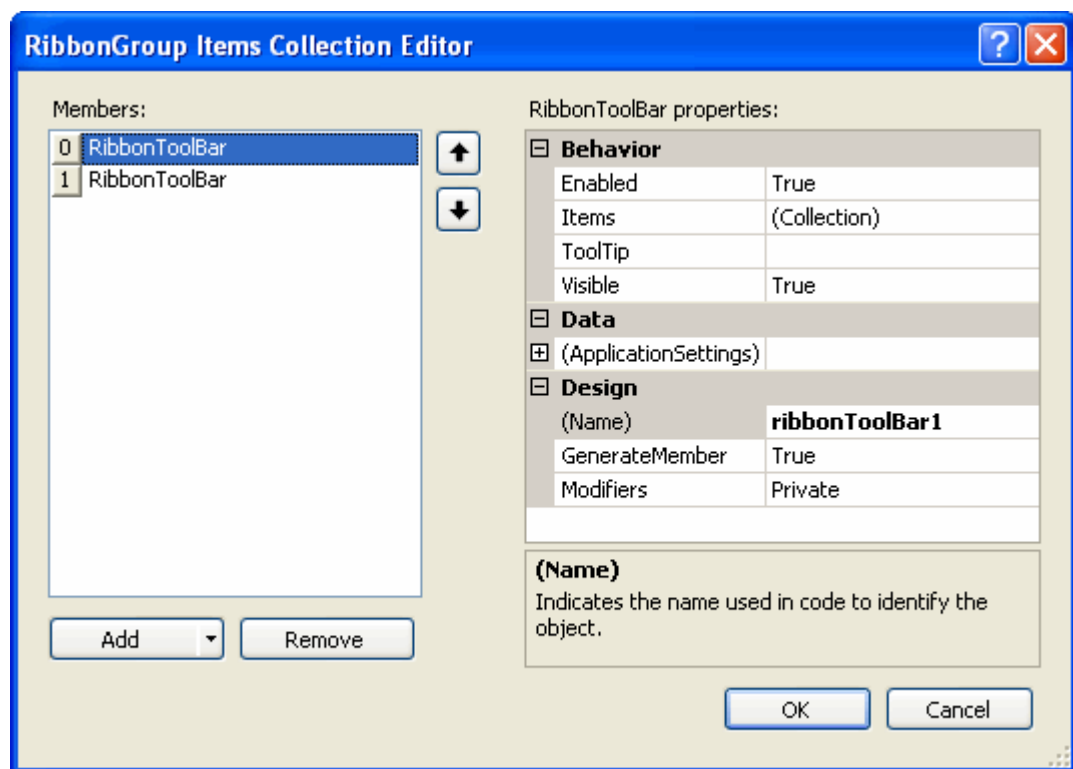 RibbonGroup Items Collection Editor
Members:
0 RibbonToolBar
1 RibbonToolBar
Add
Remove
RibbonToolBar properties:
Behavior
Enabled True
Items (Collection)
ToolTip
Visible True
Data
(ApplicationSettings)
Design
(Name) ribbonToolBar1
GenerateMember True
Modifiers Private
(Name)
Indicates the name used in code to identify the
object.
OK
Cancel